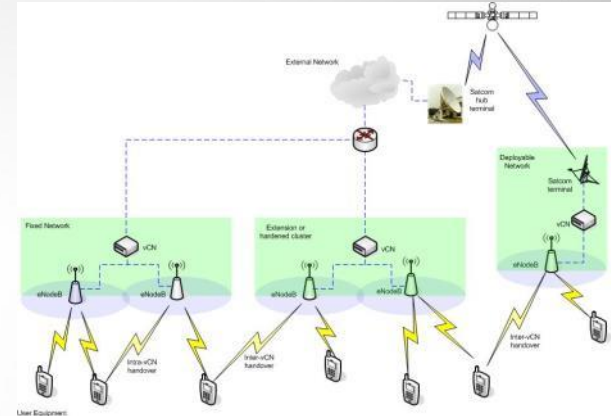 External Network
Satcom
hub
terminal
Deployable
Network
Satcom
terminal
vCN
eNodeB
Fixed Network
vCN
eNodeB
eNodeB
Extension or
hardened cluster
vCN
eNodeB
eNodeB
Intra-vCN
handover
Inter-vCN
handover
Inter-vCN
handover
User Equipment